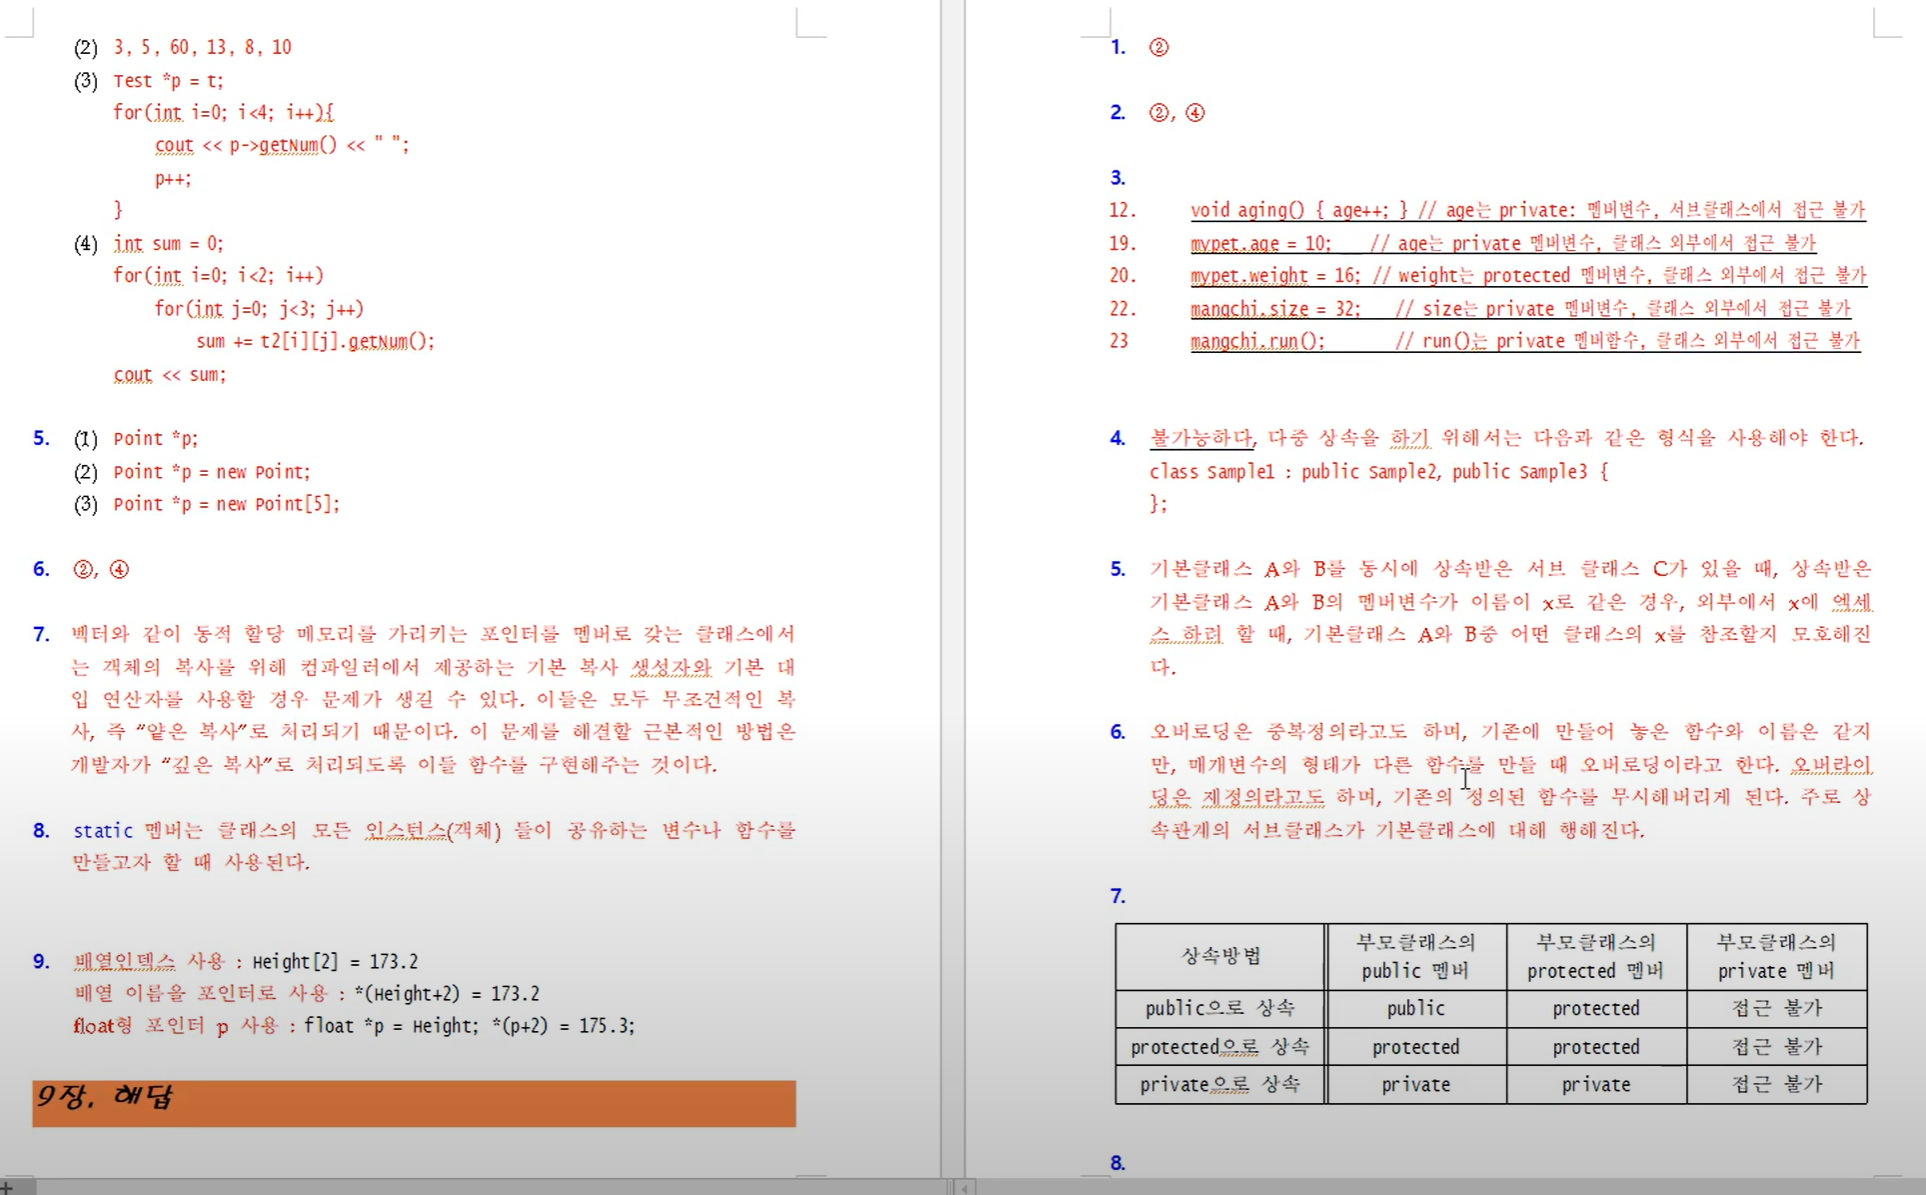 (2) 3, 5, 60, 13, 8, 10
(3) Test *p = t;
for(int i=0; i<4; i++){
cout << p->getNum() << " ";
p++;
}
(4) int sum = 0;
for(int i=0; i<2; i++)
for(int j=0; j<3; j++)
sum += t2[i][j].getNum();
cout << sum;
5. (1) Point *p;
(2) Point *p = new Point;
(3) Point *p = new Point[5];
6. ②, ④
7.벡터와 같이 동적 할당 메모리를 가리키는 포인터를 멤버로 갖는 클래스에서
는 객체의 복사를 위해 컴파일러에서 제공하는 기본 복사 생성자와 기본 대
입 연산자를 사용할 경우 문제가 생길 수 있다. 이들은 모두 무조건적인 복
사, 즉 “얕은 복사”로 처리되기 때문이다. 이 문제를 해결할 근본적인 방법은
개발자가 “깊은 복사”로 처리되도록 이들 함수를 구현해주는 것이다.
8. static 멤버는 클래스의 모든 인스턴스(객체) 들이 공유하는 변수나 함수를
만들고자 할 때 사용된다.
9. 배열인덱스 사용 : Height[2] = 173.2
배열 이름을 포인터로 사용 : *(Height+2) = 173.2
float형 포인터 p 사용 : float *p = Height; *(p+2) = 175.3;
9장. 해답
1. ②
2. ②, ④
3.
12. void aging() { age++; } // age는 private: 멤버변수, 서브클래스에서 접근 불가
19. mypet.age = 10; // age는 private 멤버변수, 클래스 외부에서 접근 불가
20. mypet.weight = 16; // weight는 protected 멤버변수, 클래스 외부에서 접근 불가
22. mangchi.size = 32; // size는 private 멤버변수, 클래스 외부에서 접근 불가
23 mangchi.run(); // run()는 private 멤버함수, 클래스 외부에서 접근 불가
4. 불가능하다, 다중 상속을 하기 위해서는 다음과 같은 형식을 사용해야 한다.
class Sample1 : public Sample2, public Sample3 {
};
5. 기본클래스 A와 B를 동시에 상속받은 서브 클래스 C가 있을 때, 상속받은
기본클래스 A와 B의 멤버변수가 이름이 x로 같은 경우, 외부에서 x에 엑세
스 하려 할 때, 기본클래스 A와 B중 어떤 클래스의 x를 참조할지 모호해진
다.
6. 오버로딩은 중복정의라고도 하며, 기존에 만들어 놓은 함수와 이름은 같지
만, 매개변수의 형태가 다른 함수를 만들 때 오버로딩이라고 한다. 오버라이
딩은 재정의라고도 하며, 기존의 정의된 함수를 무시해버리게 된다. 주로 상
속관계의 서브클래스가 기본클래스에 대해 행해진다.
7.
상속방법 부모클래스의 public 멤버 부모클래스의 protected 멤버 부모클래스의 private 멤버
public으로 상속 public protected 접근 불가
protected으로 상속 protected protected 접근 불가
private으로 상속 private private 접근 불가
8.